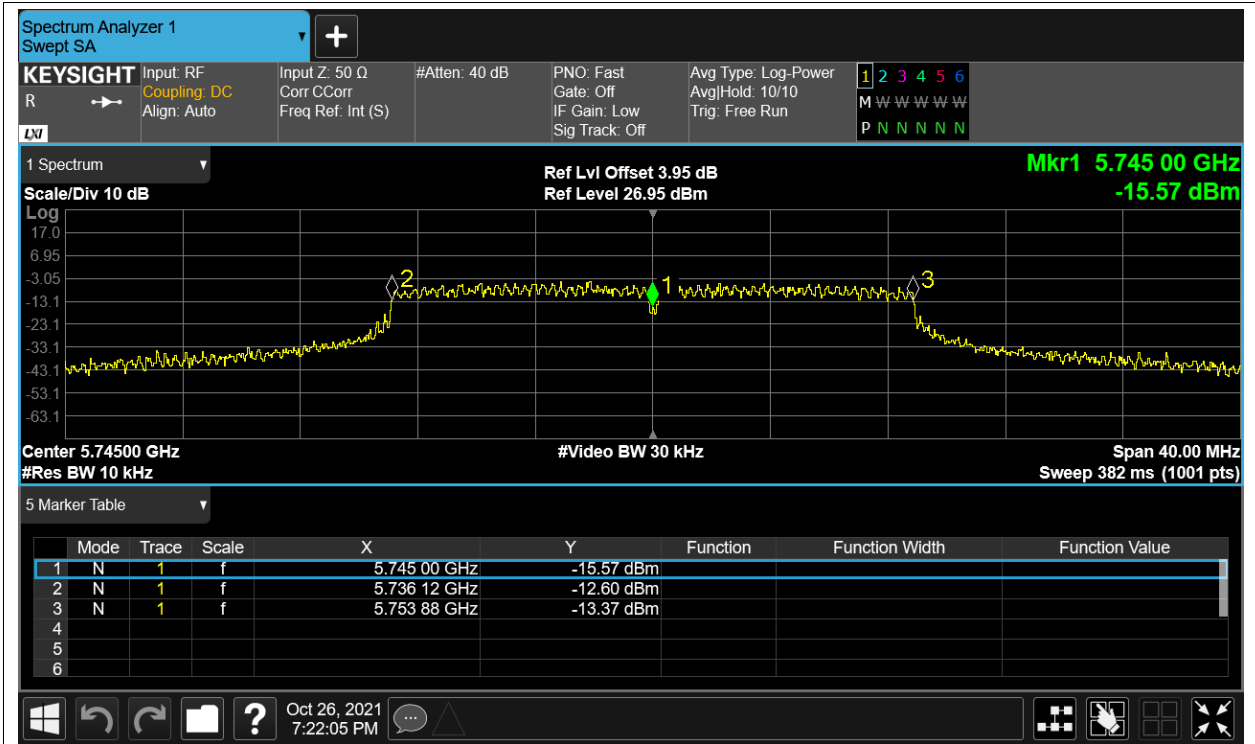 Spectrum Analyzer 1
Swept SA
KEYSIGHT
R
LXI
Input: RF
Coupling: DC
Align: Auto
Input Z: 50 Ω
Corr CCorr
Freq Ref: Int (S)
#Atten: 40 dB
PNO: Fast
Gate: Off
IF Gain: Low
Sig Track: Off
Avg Type: Log-Power
Avg|Hold: 10/10
Trig: Free Run
1 2 3 4 5 6
M W W W W W
P N N N N N
1 Spectrum
Scale/Div 10 dB
Ref Lvl Offset 3.95 dB
Ref Level 26.95 dBm
Mkr1 5.745 00 GHz
-15.57 dBm
Log
17.0
6.95
-3.05
-13.1
-23.1
-33.1
-43.1
-53.1
-63.1
2
1
3
Center 5.74500 GHz
#Video BW 30 kHz
Span 40.00 MHz
#Res BW 10 kHz
Sweep 382 ms (1001 pts)
5 Marker Table
Mode Trace Scale X Y Function Function Width Function Value
1 N 1 f 5.745 00 GHz -15.57 dBm
2 N 1 f 5.736 12 GHz -12.60 dBm
3 N 1 f 5.753 88 GHz -13.37 dBm
4
5
6
?
Oct 26, 2021
7:22:05 PM